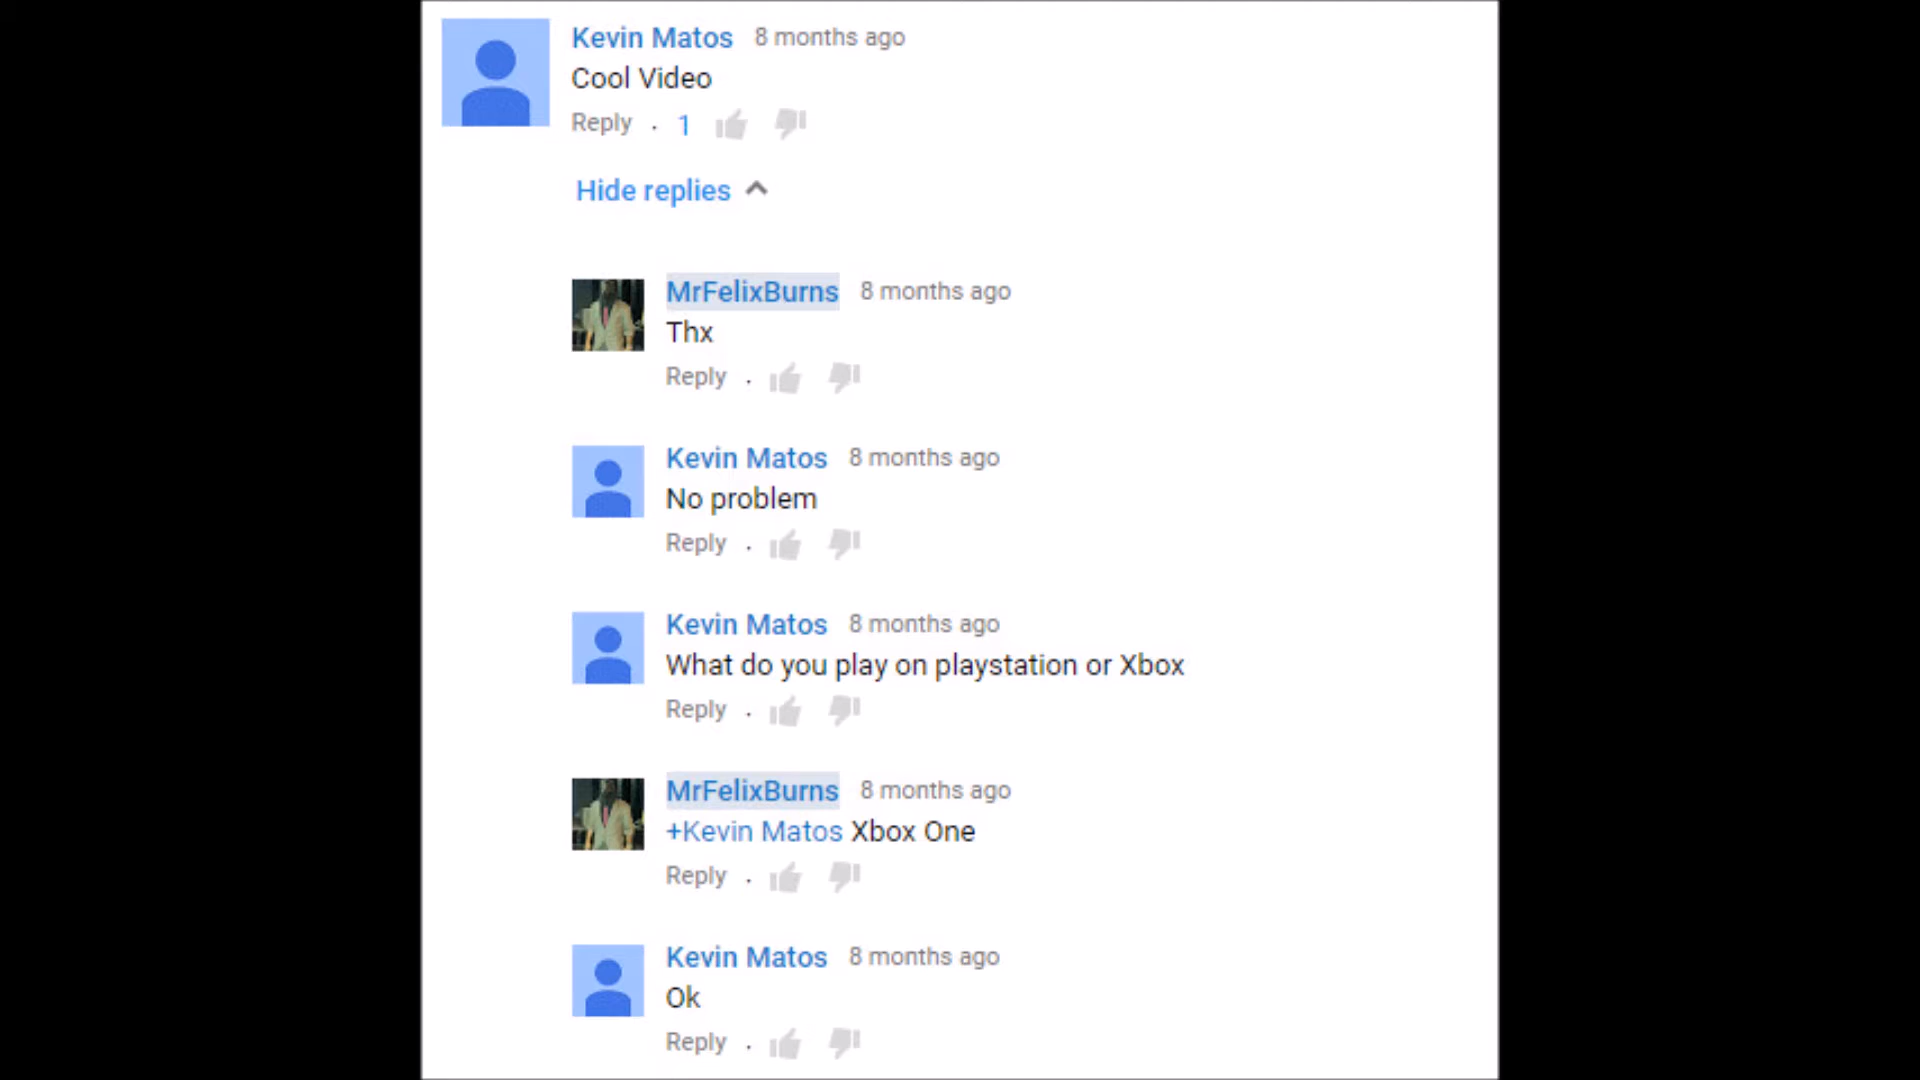 Kevin Matos 8 months ago
Cool Video
Reply . 1
Hide replies
MrFelixBurns 8 months ago
Thx
Reply .
Kevin Matos 8 months ago
No problem
Reply .
Kevin Matos 8 months ago
What do you play on playstation or Xbox
Reply .
MrFelixBurns 8 months ago
+Kevin Matos Xbox One
Reply .
Kevin Matos 8 months ago
Ok
Reply .